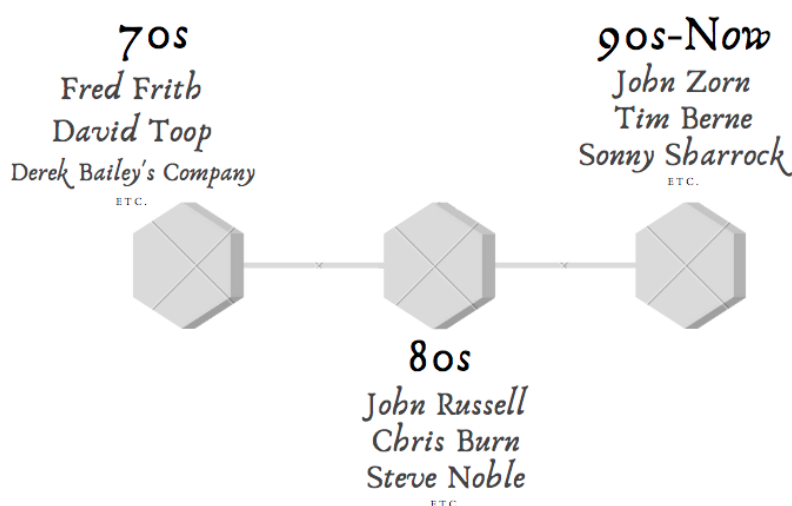 70s
Fred Frith
David Toop
Derek Bailey's Company
ETC.
80s
John Russell
Chris Burn
Steve Noble
ETC
90s-Now
John Zorn
Tim Berne
Sonny Sharrock
ETC.